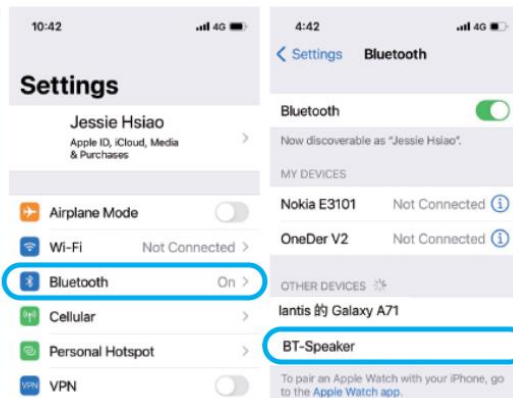 10:42
4G
Settings
Jessie Hsiao
Apple ID, iCloud, Media
& Purchases
Airplane Mode
Wi-Fi Not Connected
Bluetooth On
Cellular
Personal Hotspot
VPN VPN
4:42
4G
Settings Bluetooth
Bluetooth
Now discoverable as "Jessie Hsiao".
MY DEVICES
Nokia E3101 Not Connected
OneDer V2 Not Connected
OTHER DEVICES
lantis 的 Galaxy A71
BT-Speaker
To pair an Apple Watch with your iPhone, go
to the Apple Watch app.